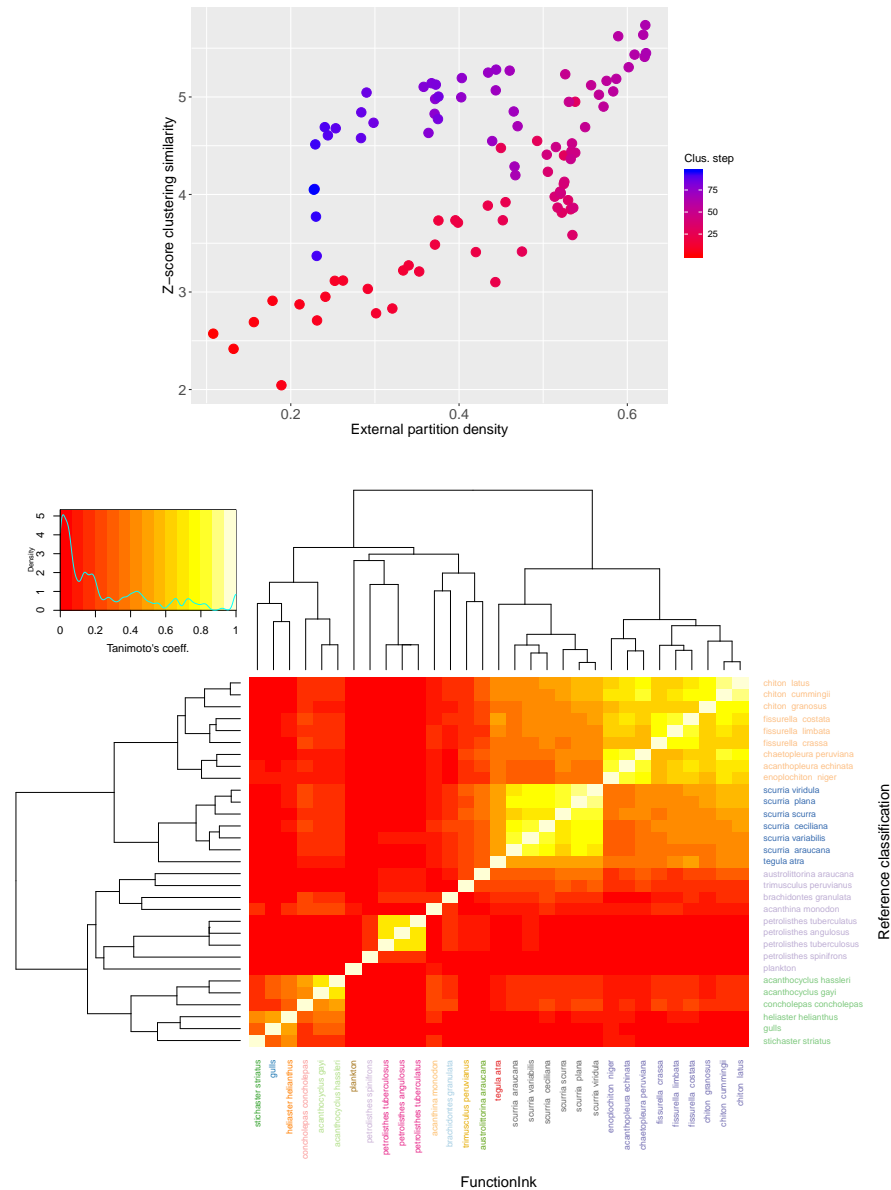 5
4
3
2
Z−score clustering similarity
0.2
0.4
0.6
External partition density
Clus. step
75
50
25
5
4
3
2
1
0
Density
0
0.2
0.4
0.6
0.8
1
Tanimoto's coeff.
chiton latus
chiton cummingii
chiton granosus
fissurella costata
fissurella limbata
fissurella crassa
chaetopleura peruviana
acanthopleura echinata
enoplochiton niger
scurria viridula
scurria plana
scurria scurra
scurria ceciliana
scurria variabilis
scurria araucana
tegula atra
austrolittorina araucana
trimusculus peruvianus
brachidontes granulata
acanthina monodon
petrolisthes tuberculatus
petrolisthes angulosus
petrolisthes tuberculosus
petrolisthes spinifrons
plankton
acanthocyclus hassleri
acanthocyclus gayi
concholepas concholepas
heliaster helianthus
gulls
stichaster striatus
Reference classification
stichaster striatus
gulls
heliaster helianthus
concholepas concholepas
acanthocyclus gayi
acanthocyclus hassleri
plankton
petrolisthes spinifrons
petrolisthes tuberculosus
petrolisthes angulosus
petrolisthes tuberculatus
acanthina monodon
brachidontes granulata
trimusculus peruvianus
austrolittorina araucana
tegula atra
scurria araucana
scurria variabilis
scurria ceciliana
scurria scurra
scurria plana
scurria viridula
enoplochiton niger
acanthopleura echinata
chaetopleura peruviana
fissurella crassa
fissurella limbata
fissurella costata
chiton granosus
chiton cummingii
chiton latus
FunctionInk